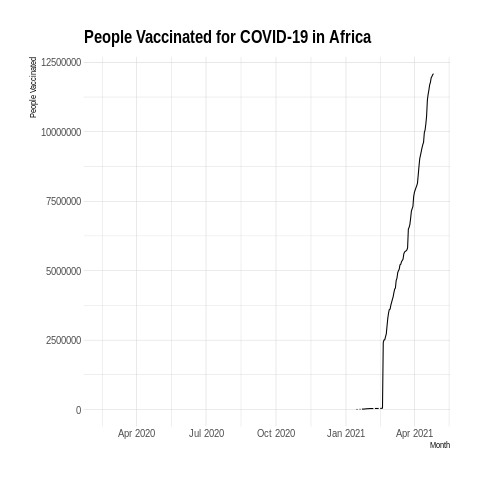 People Vaccinated for COVID-19 in Africa
People Vaccinated
12500000
10000000
7500000
5000000
2500000
0
Apr 2020 Jul 2020 Oct 2020 Jan 2021 Apr 2021
Month